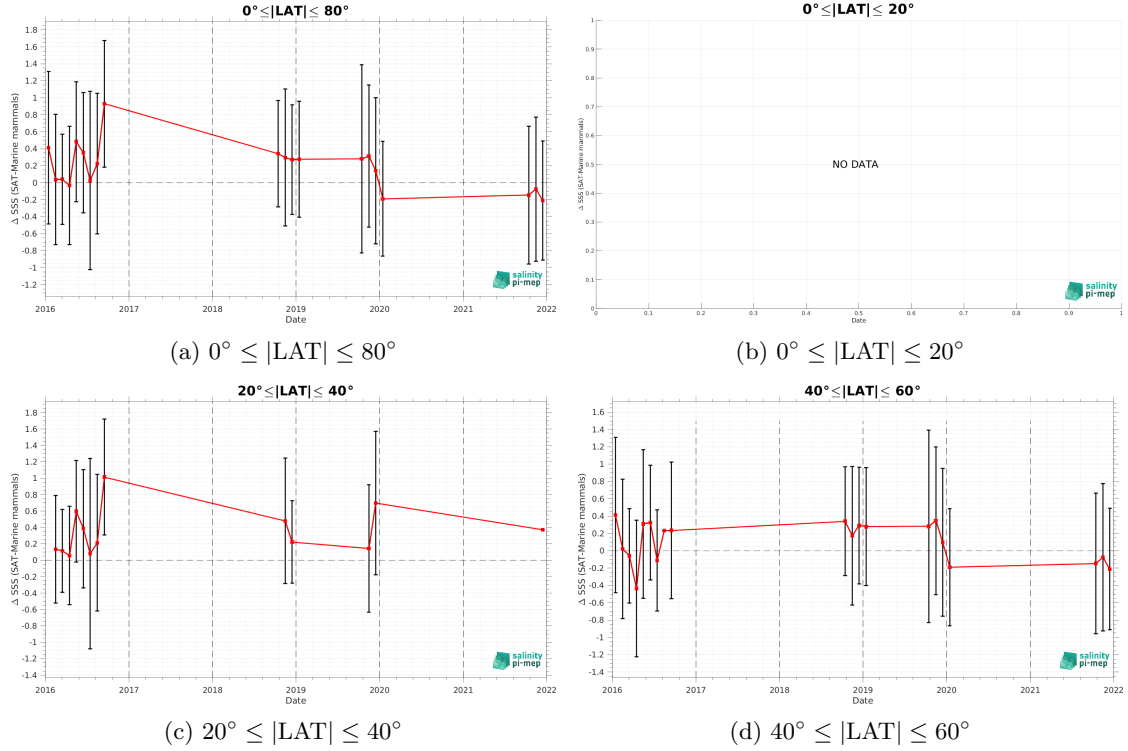 0°≤|LAT|≤ 80°
Δ SSS (SAT-Marine mammals)
1.8
1.6
1.4
1.2
1
0.8
0.6
0.4
0.2
0
-0.2
-0.4
-0.6
-0.8
-1
-1.2
2016 2017 2018 2019 2020 2021 2022
Date
salinity
pi-mep
(a) 0° ≤ |LAT| ≤ 80°
0°≤|LAT|≤ 20°
Δ SSS (SAT-Marine mammals)
1
0.9
0.8
0.7
0.6
0.5
0.4
0.3
0.2
0.1
0
NO DATA
0 0.1 0.2 0.3 0.4 0.5 0.6 0.7 0.8 0.9 1
Date
salinity
pi-mep
(b) 0° ≤ |LAT| ≤ 20°
20°≤|LAT|≤ 40°
Δ SSS (SAT-Marine mammals)
1.8
1.6
1.4
1.2
1
0.8
0.6
0.4
0.2
0
-0.2
-0.4
-0.6
-0.8
-1
-1.2
-1.4
2016 2017 2018 2019 2020 2021 2022
Date
salinity
pi-mep
(c) 20° ≤ |LAT| ≤ 40°
40°≤|LAT|≤ 60°
Δ SSS (SAT-Marine mammals)
1.6
1.4
1.2
1
0.8
0.6
0.4
0.2
0
-0.2
-0.4
-0.6
-0.8
-1
-1.2
-1.4
2016 2017 2018 2019 2020 2021 2022
Date
salinity
pi-mep
(d) 40° ≤ |LAT| ≤ 60°